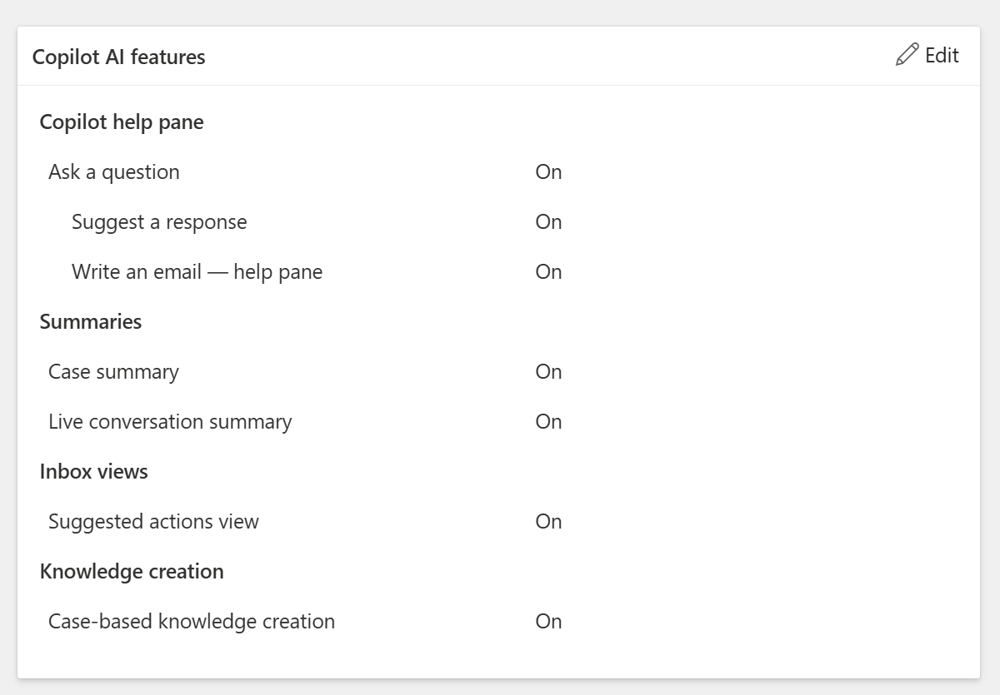 Copilot AI features
Edit
Copilot help pane
Ask a question On
Suggest a response On
Write an email — help pane On
Summaries
Case summary On
Live conversation summary On
Inbox views
Suggested actions view On
Knowledge creation
Case-based knowledge creation On